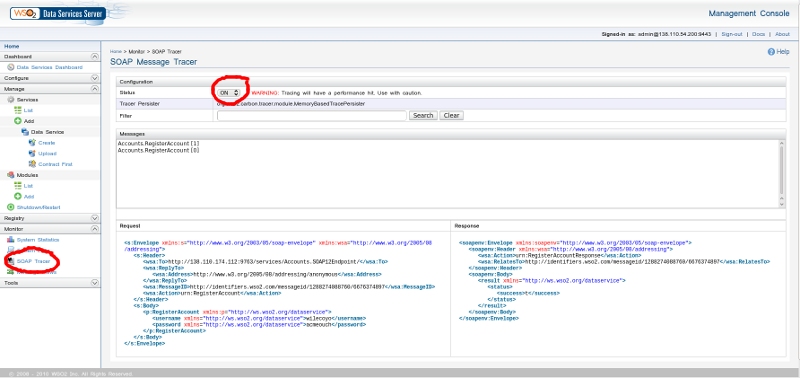 WSO2 Data Services Server
Management Console
Signed-in as: admin@138.110.54.200:9443 | Sign-out | Docs | About
Home
Dashboard
Data Services Dashboard
Configure
Manage
Services
List
Add
Data Service
Create
Upload
Contract First
Modules
List
Add
Shutdown/Restart
Registry
Monitor
System Statistics
SOAP Tracer
Tools
Home > Monitor > SOAP Tracer
Help
SOAP Message Tracer
Configuration
Status ON WARNING: Tracing will have a performance hit. Use with caution.
Tracer Persister carbon.tracer.module.MemoryBasedTracePersister
Filter Search Clear
Messages
Accounts.RegisterAccount[1]
Accounts.RegisterAccount[0]
Request
<s:Envelope xmlns:s="http://www.w3.org/2003/05/soap-envelope" xmlns:wsa="http://www.w3.org/2005/08
/addressing">
<s:Header>
<wsa:To>http://138.110.174.112:9763/services/Accounts.SOAP12Endpoint/</wsa:To>
<wsa:ReplyTo>
<wsa:Address>http://www.w3.org/2005/08/addressing/anonymous</wsa:Address>
</wsa:ReplyTo>
<wsa:MessageID>http://identifiers.wso2.com/messageid/1288274088760/6676374897</wsa:MessageID>
<wsa:Action>urn:RegisterAccount</wsa:Action>
</s:Header>
<s:Body>
<p:RegisterAccount xmlns:p="http://ws.wso2.org/dataservice">
<username xmlns="http://ws.wso2.org/dataservice">wilecoyo</username>
<password xmlns="http://ws.wso2.org/dataservice">acmeouch</password>
</p:RegisterAccount>
</s:Body>
</s:Envelope>
Response
<soapenv:Envelope xmlns:soapenv="http://www.w3.org/2003/05/soap-envelope">
<soapenv:Header xmlns:wsa="http://www.w3.org/2005/08/addressing">
<wsa:Action>urn:RegisterAccountResponse</wsa:Action>
<wsa:RelatesTo>http://identifiers.wso2.com/messageid/1288274088760/6676374897</wsa:RelatesTo>
</soapenv:Header>
<soapenv:Body>
<result xmlns="http://ws.wso2.org/dataservice">
<status>
<success>t</success>
</status>
</result>
</soapenv:Body>
</soapenv:Envelope>
© 2008 - 2010 WSO2 Inc. All Rights Reserved